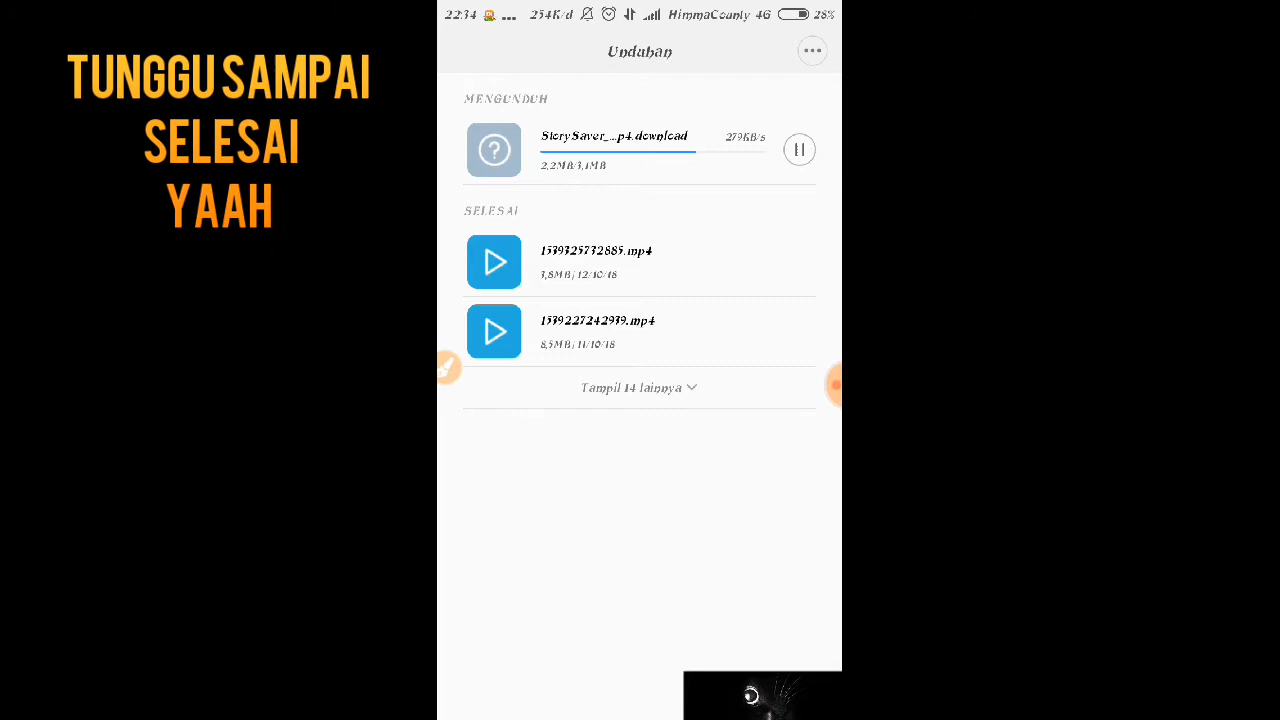 TUNGGU SAMPAI
SELESAI
YAAH
22:34 ... 254K/d HimmaCounly 4G 28%
Unduhan
MENGUNDUH
StorySaver_...p4.download 279KB/s
2,2MB/3,1MB
SELESAI
1539325732885.mp4
3,8MB | 12/10/18
1539227242939.mp4
8,5MB | 11/10/18
Tampil 14 lainnya